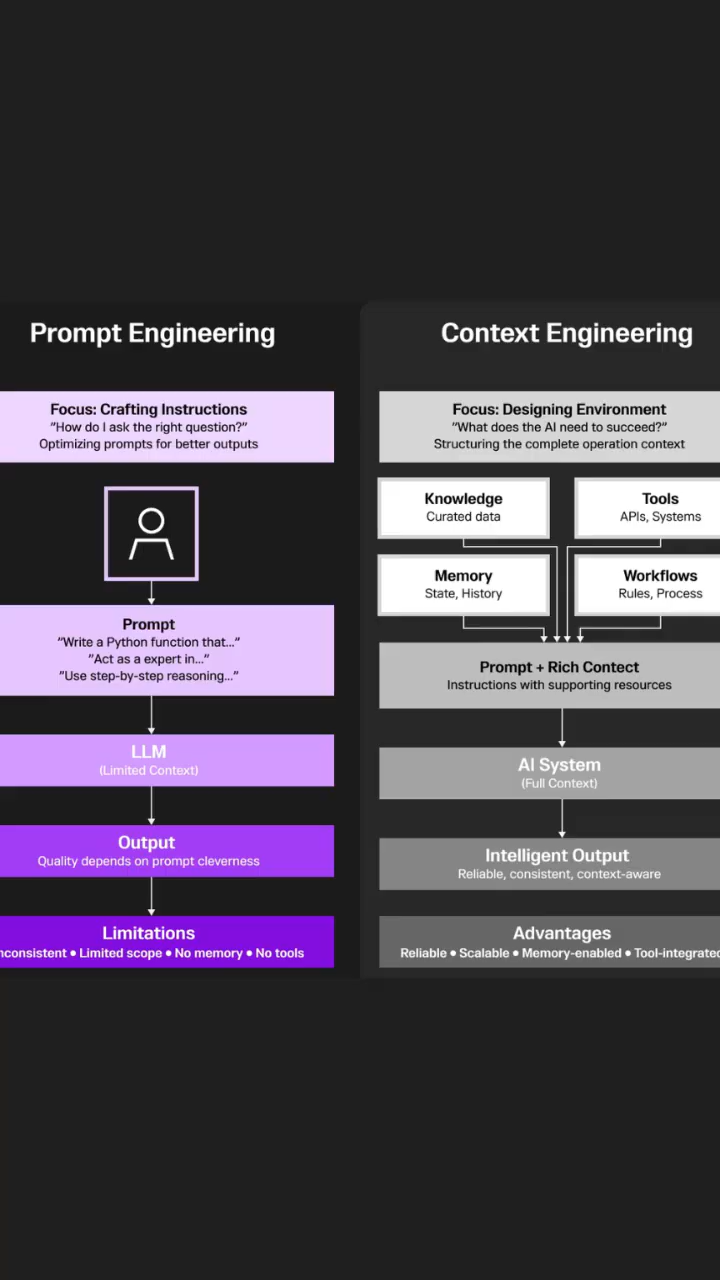 Prompt Engineering
Focus: Crafting Instructions
"How do I ask the right question?"
Optimizing prompts for better outputs
Prompt
"Write a Python function that..."
"Act as a expert in..."
"Use step-by-step reasoning..."
LLM
(Limited Context)
Output
Quality depends on prompt cleverness
Limitations
nconsistent • Limited scope • No memory • No tools
Context Engineering
Focus: Designing Environment
"What does the AI need to succeed?"
Structuring the complete operation context
Knowledge
Curated data
Tools
APIs, Systems
Memory
State, History
Workflows
Rules, Process
Prompt + Rich Contect
Instructions with supporting resources
AI System
(Full Context)
Intelligent Output
Reliable, consistent, context-aware
Advantages
Reliable • Scalable • Memory-enabled • Tool-integrated